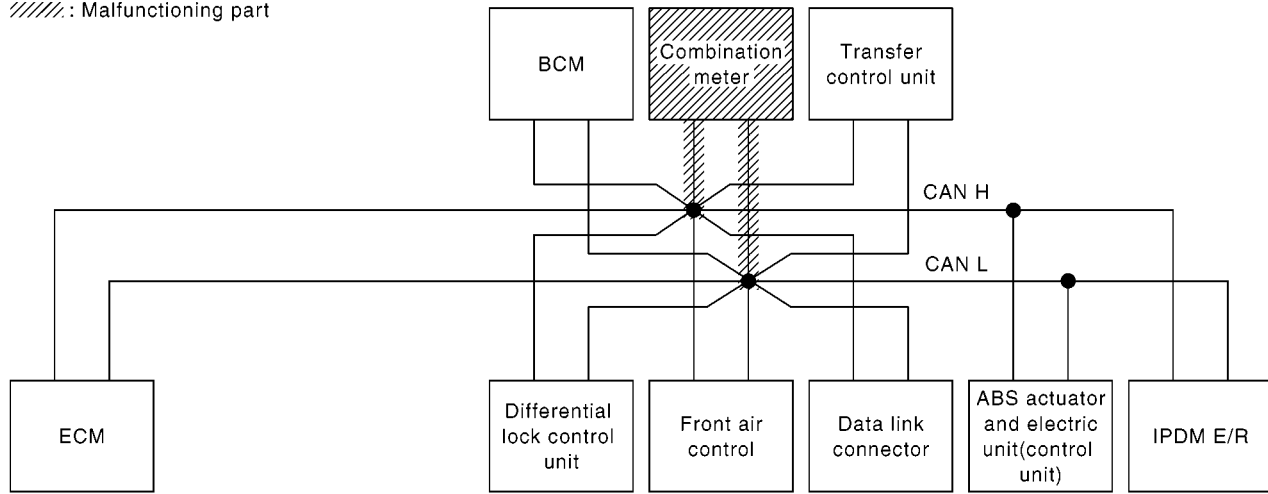 : Malfunctioning part
BCM
Combination
meter
Transfer
control unit
CAN H
CAN L
ECM
Differential
lock control
unit
Front air
control
Data link
connector
ABS actuator
and electric
unit(control
unit)
IPDM E/R